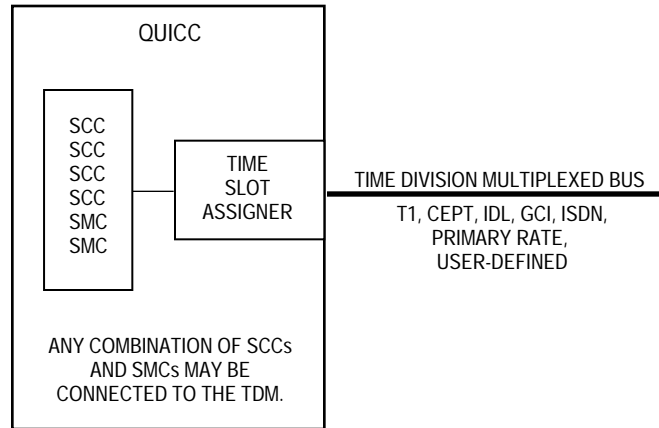 QUICC
SCC
SCC
SCC
SCC
SMC
SMC
TIME
SLOT
ASSIGNER
TIME DIVISION MULTIPLEXED BUS
T1, CEPT, IDL, GCI, ISDN,
PRIMARY RATE,
USER-DEFINED
ANY COMBINATION OF SCCs
AND SMCs MAY BE
CONNECTED TO THE TDM.